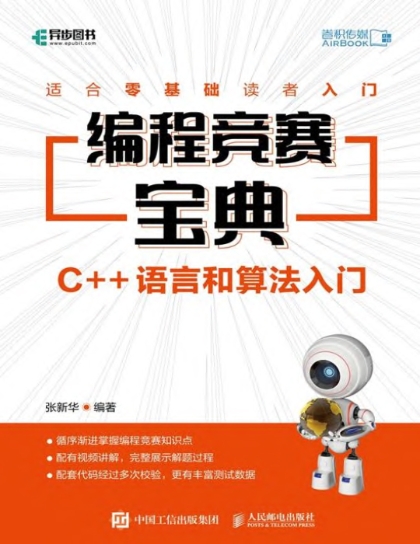 异步图书
www.epubit.com
卷积传媒
AIRBOOK
适合零基础读者入门
编程竞赛
宝典
C++语言和算法入门
张新华 编著
循序渐进掌握编程竞赛知识点
配有视频讲解，完整展示解题过程
配套代码经过多次校验，更有丰富测试数据
中国工信出版集团
人民邮电出版社
POSTS & TELECOM PRESS